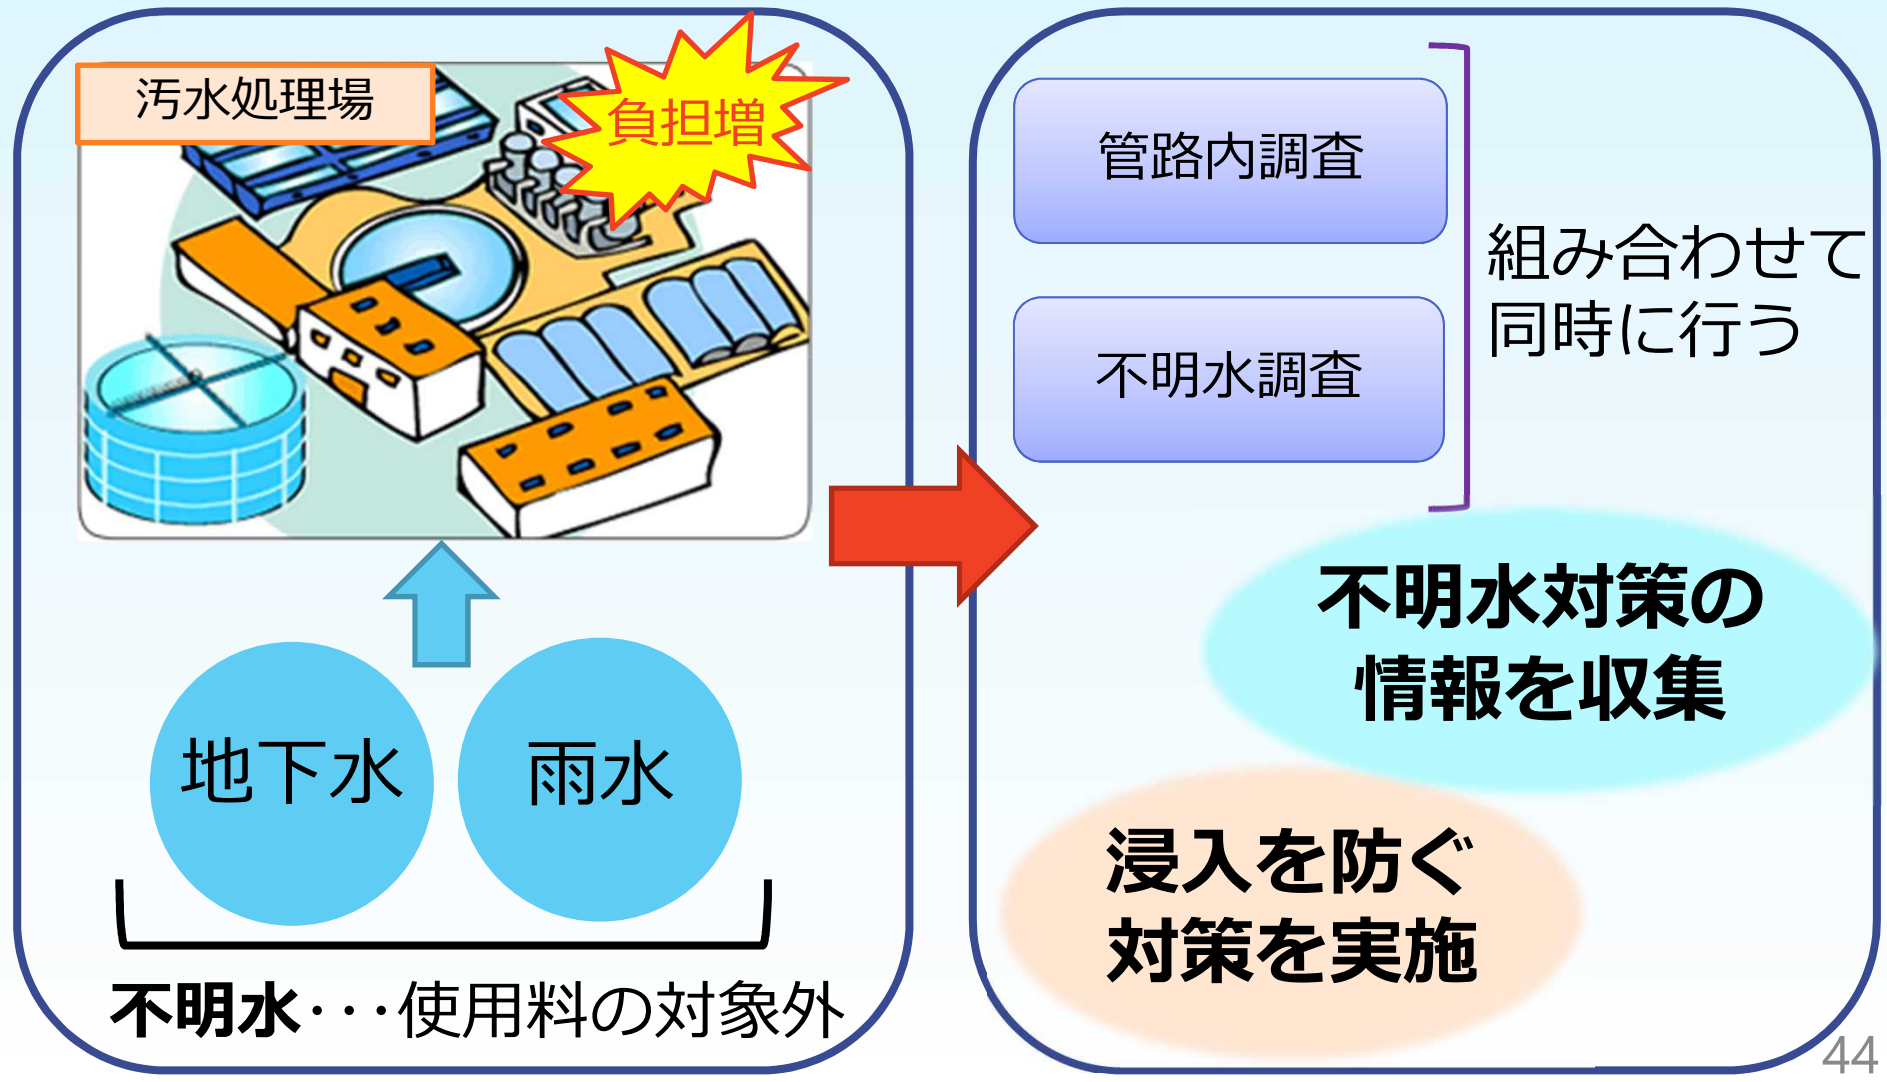 汚水処理場
負担増
地下水
雨水
不明水･･･使用料の対象外
管路内調査
不明水調査
組み合わせて
同時に行う
不明水対策の
情報を収集
浸入を防ぐ
対策を実施
44